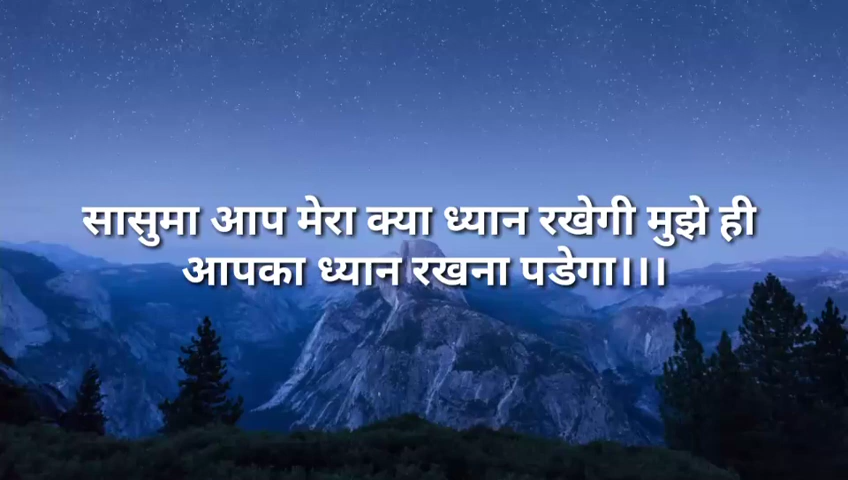 सासुमा आप मेरा क्या ध्यान रखेगी मुझे ही
आपका ध्यान रखना पडेगा।।।